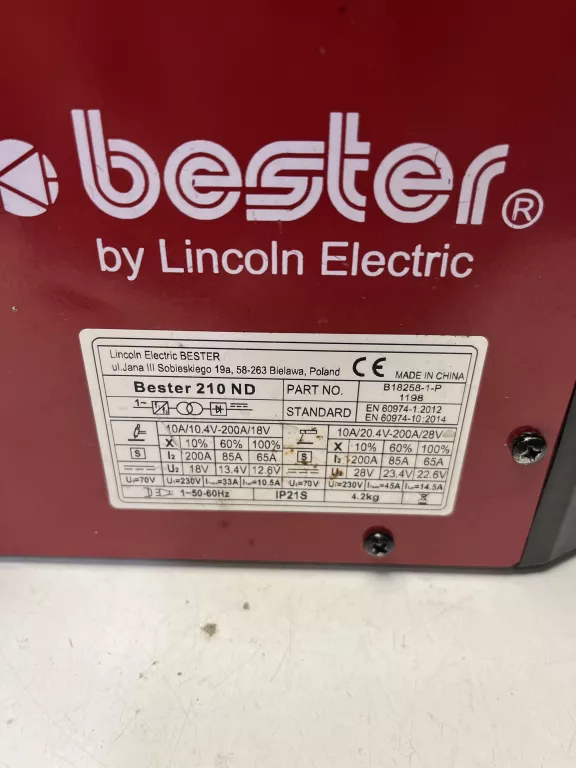 bester®
by Lincoln Electric
Lincoln Electric BESTER
ul.Jana III Sobieskiego 19a, 58-263 Bielawa, Poland
CE
MADE IN CHINA
Bester 210 ND
PART NO.
B18258-1-P
1198
1~
STANDARD
EN 60974-1:2012
EN 60974-10:2014
10A/10.4V-200A/18V
10A/20.4V-200A/28V
X 10% 60% 100% X 10% 60% 100%
S I2 200A 85A 65A S I2 200A 85A 65A
U2 18V 13.4V 12.6V U2 28V 23.4V 22.6V
U0=70V U1=230V I1max=33A I1eff=10.5A U0=70V U1=230V I1max=45A I1eff=14.5A
1~50-60Hz IP21S 4.2kg